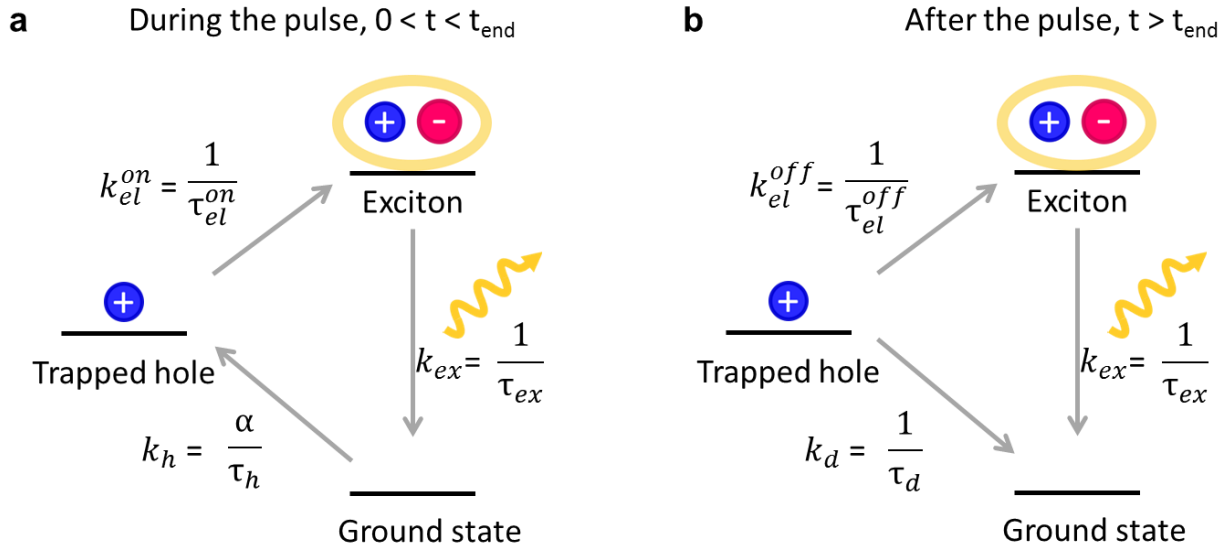 a During the pulse, 0 < t < t_end
+ -
k_el^on = 1/τ_el^on
Exciton
+
Trapped hole
k_ex = 1/τ_ex
k_h = α/τ_h
Ground state
b After the pulse, t > t_end
+ -
k_el^off = 1/τ_el^off
Exciton
+
Trapped hole
k_ex = 1/τ_ex
k_d = 1/τ_d
Ground state